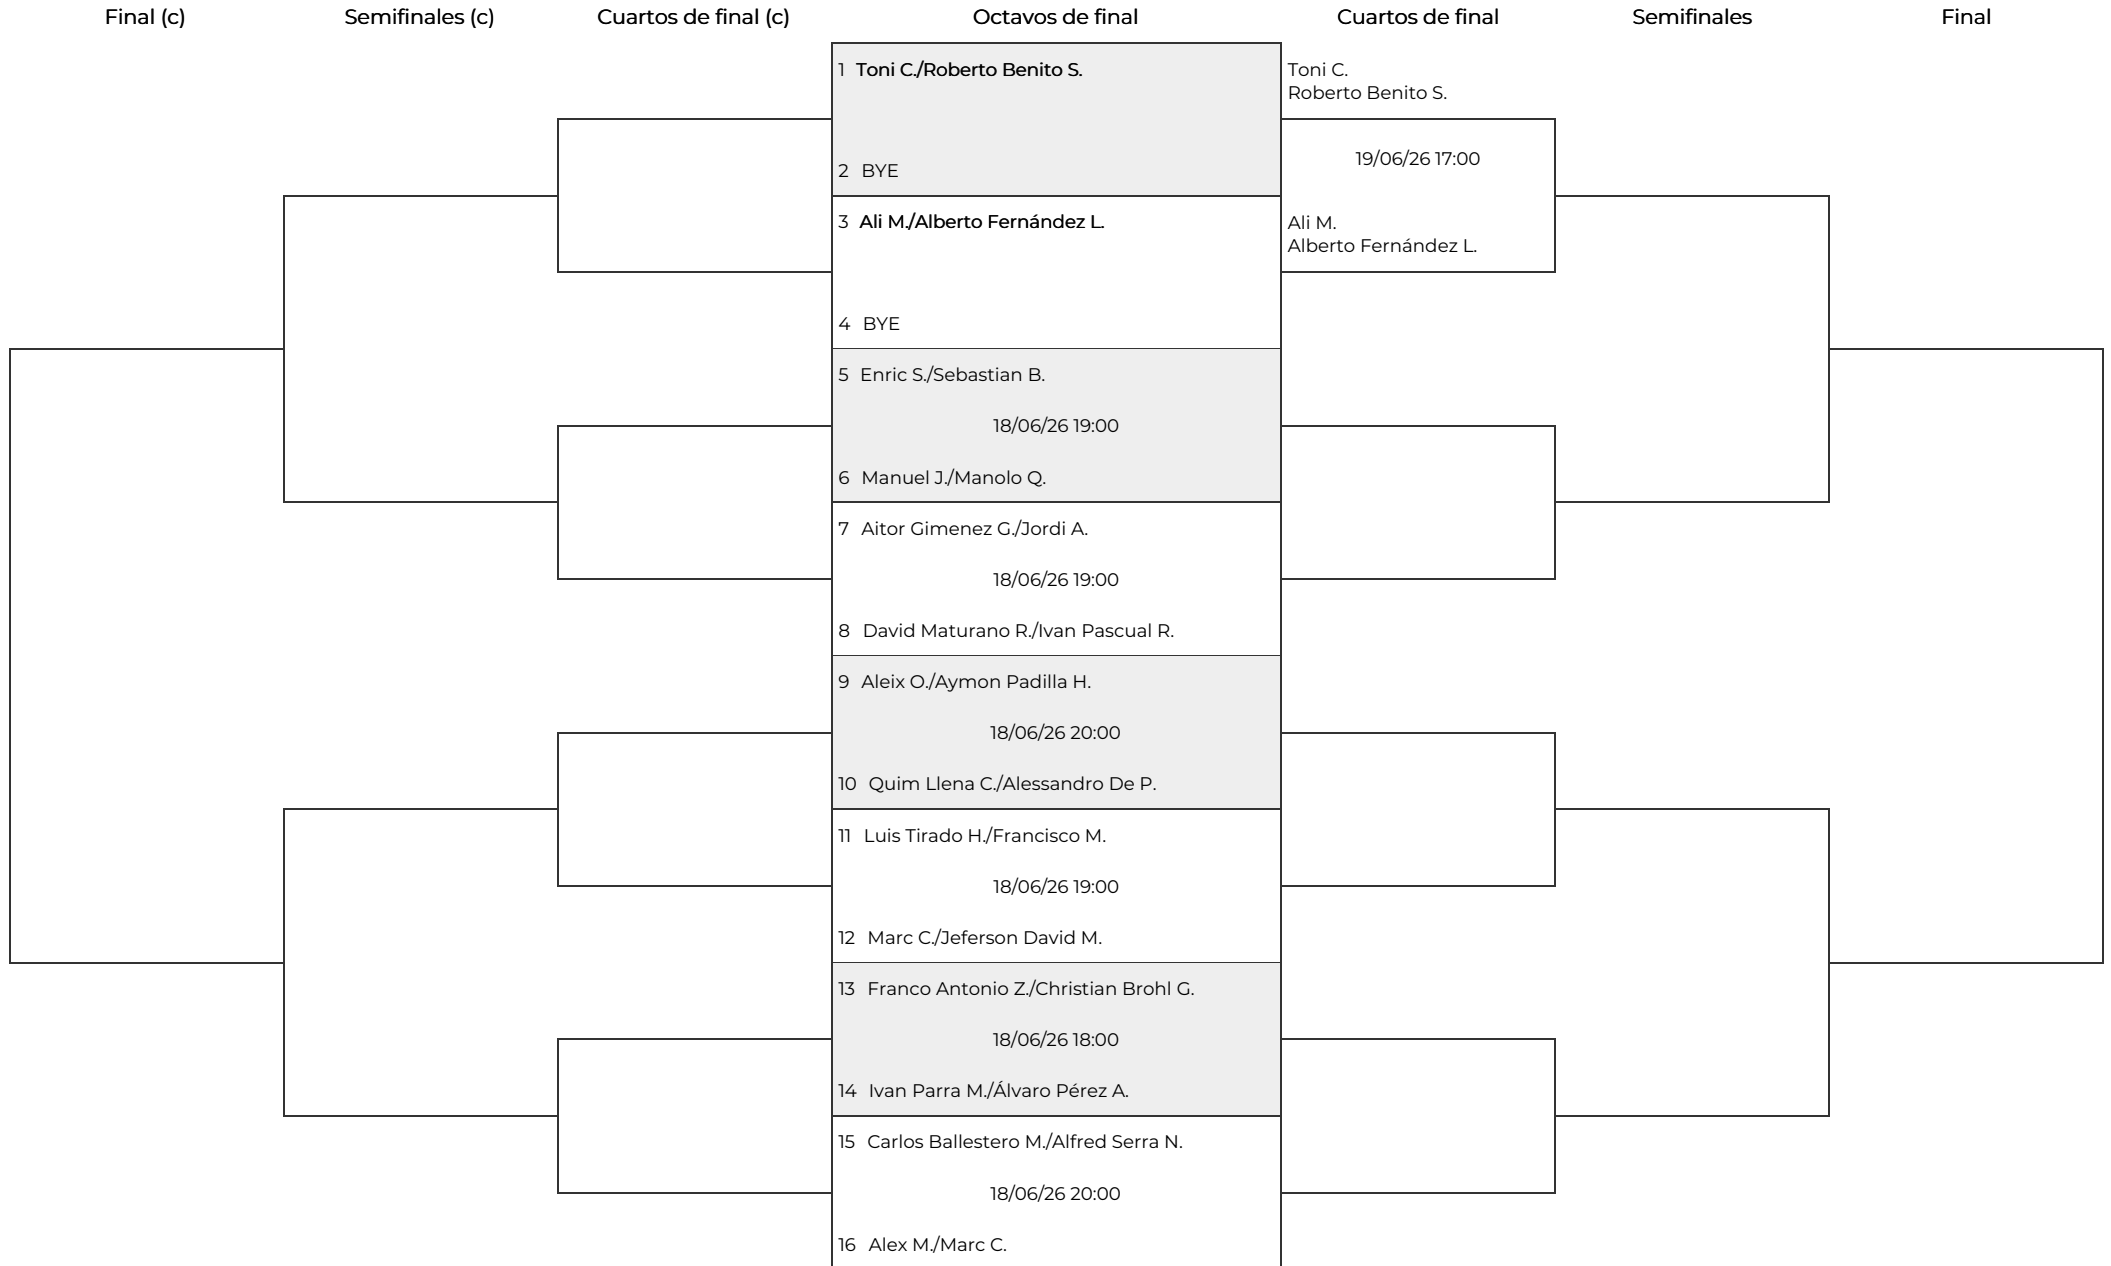 Final (c)
Semifinales (c)
Cuartos de final (c)
Octavos de final
Cuartos de final
Semifinales
Final
1 Toni C./Roberto Benito S.
2 BYE
3 Ali M./Alberto Fernández L.
4 BYE
5 Enric S./Sebastian B.
18/06/26 19:00
6 Manuel J./Manolo Q.
7 Aitor Gimenez G./Jordi A.
18/06/26 19:00
8 David Maturano R./Ivan Pascual R.
9 Aleix O./Aymon Padilla H.
18/06/26 20:00
10 Quim Llena C./Alessandro De P.
11 Luis Tirado H./Francisco M.
18/06/26 19:00
12 Marc C./Jeferson David M.
13 Franco Antonio Z./Christian Brohl G.
18/06/26 18:00
14 Ivan Parra M./Álvaro Pérez A.
15 Carlos Ballestero M./Alfred Serra N.
18/06/26 20:00
16 Alex M./Marc C.
Toni C.
Roberto Benito S.
19/06/26 17:00
Ali M.
Alberto Fernández L.